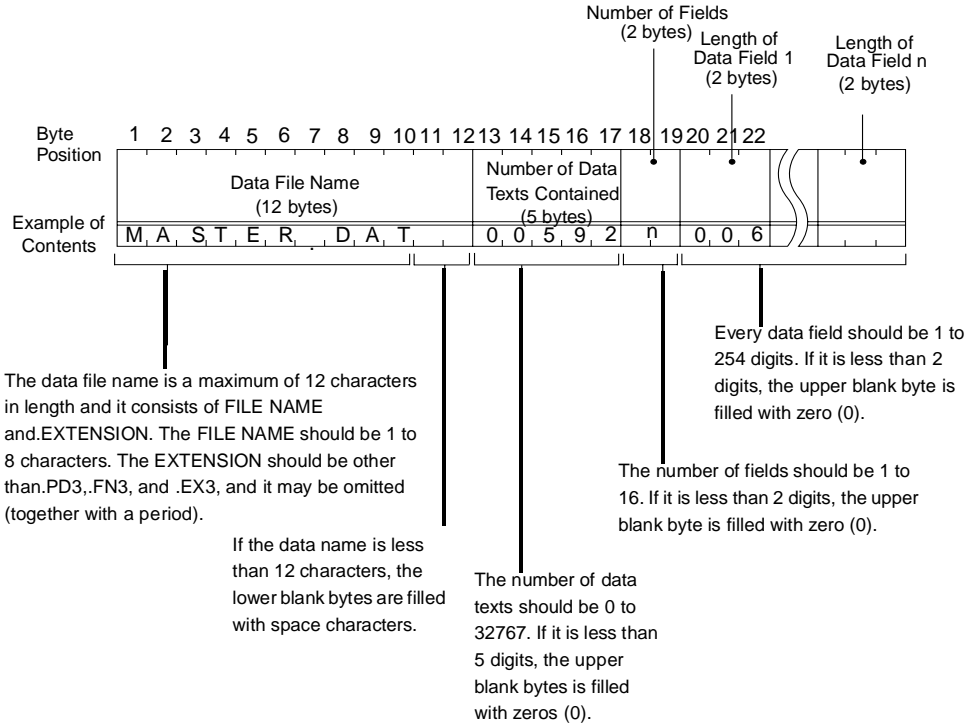 Number of Fields
(2 bytes)
Length of
Data Field 1
(2 bytes)
Length of
Data Field n
(2 bytes)
Byte
Position
1 2 3 4 5 6 7 8 9 10 11 12 13 14 15 16 17 18 19 20 21 22
Data File Name
(12 bytes)
Number of Data
Texts Contained
(5 bytes)
Example of
Contents
M A S T E R . D A T 0 0 5 9 2 n 0 0 6
The data file name is a maximum of 12 characters
in length and it consists of FILE NAME
and.EXTENSION. The FILE NAME should be 1 to
8 characters. The EXTENSION should be other
than.PD3,.FN3, and .EX3, and it may be omitted
(together with a period).
If the data name is less
than 12 characters, the
lower blank bytes are filled
with space characters.
The number of data
texts should be 0 to
32767. If it is less than
5 digits, the upper
blank bytes is filled
with zeros (0).
The number of fields should be 1 to
16. If it is less than 2 digits, the upper
blank byte is filled with zero (0).
Every data field should be 1 to
254 digits. If it is less than 2
digits, the upper blank byte is
filled with zero (0).